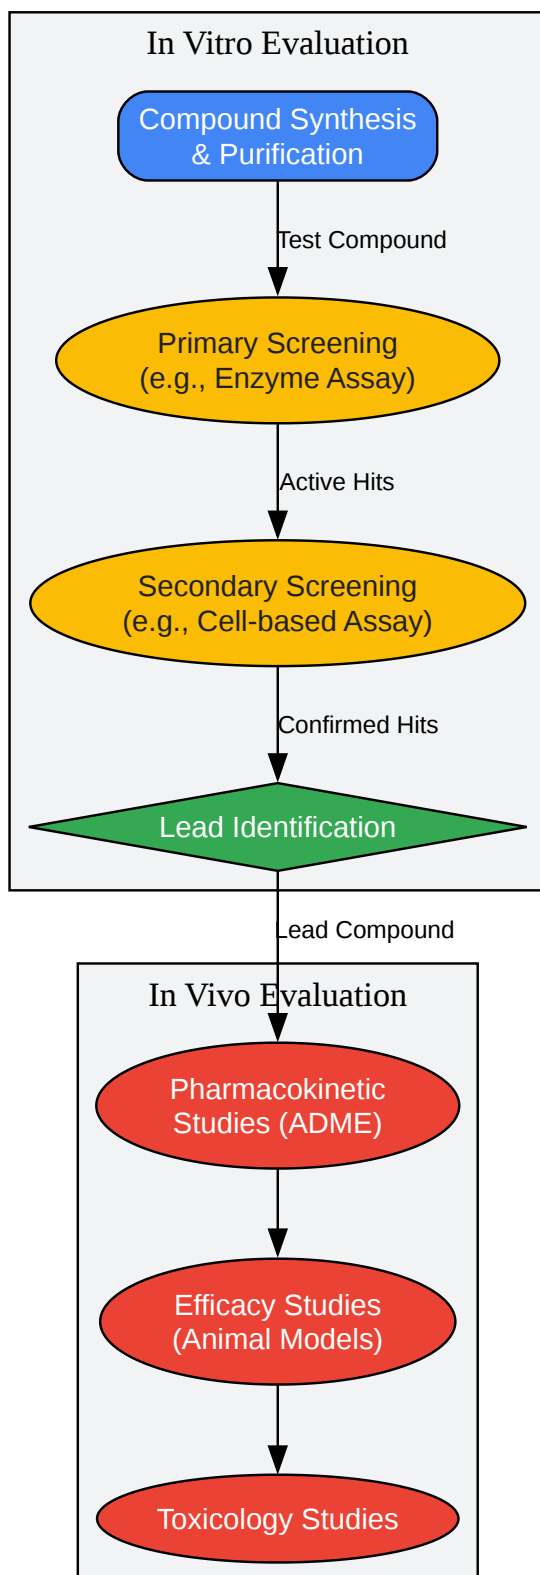 In Vitro Evaluation
Compound Synthesis
& Purification
Test Compound
Primary Screening
(e.g., Enzyme Assay)
Active Hits
Secondary Screening
(e.g., Cell-based Assay)
Confirmed Hits
Lead Identification
Lead Compound
In Vivo Evaluation
Pharmacokinetic
Studies (ADME)
Efficacy Studies
(Animal Models)
Toxicology Studies